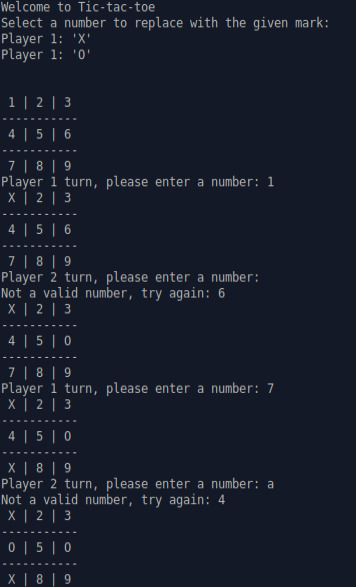 Welcome to Tic-tac-toe
Select a number to replace with the given mark:
Player 1: 'X'
Player 1: 'O'
1 | 2 | 3
-----------
4 | 5 | 6
-----------
7 | 8 | 9
Player 1 turn, please enter a number: 1
X | 2 | 3
-----------
4 | 5 | 6
-----------
7 | 8 | 9
Player 2 turn, please enter a number:
Not a valid number, try again: 6
X | 2 | 3
-----------
4 | 5 | O
-----------
7 | 8 | 9
Player 1 turn, please enter a number: 7
X | 2 | 3
-----------
4 | 5 | O
-----------
X | 8 | 9
Player 2 turn, please enter a number: a
Not a valid number, try again: 4
X | 2 | 3
-----------
O | 5 | O
-----------
X | 8 | 9